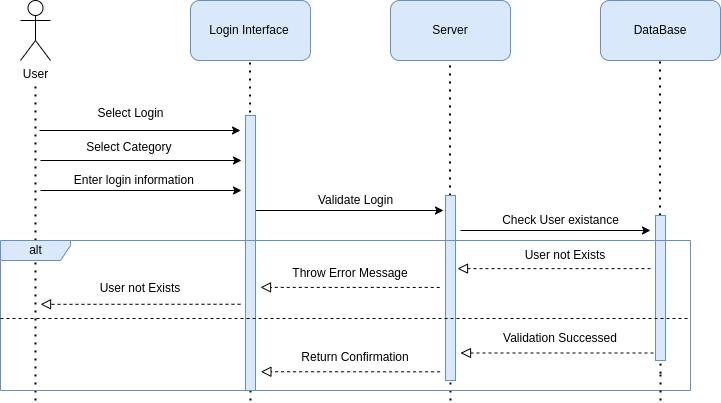 User
Login Interface
Server
DataBase
Select Login
Select Category
Enter login information
Validate Login
Check User existance
alt
User not Exists
Throw Error Message
User not Exists
Validation Successed
Return Confirmation